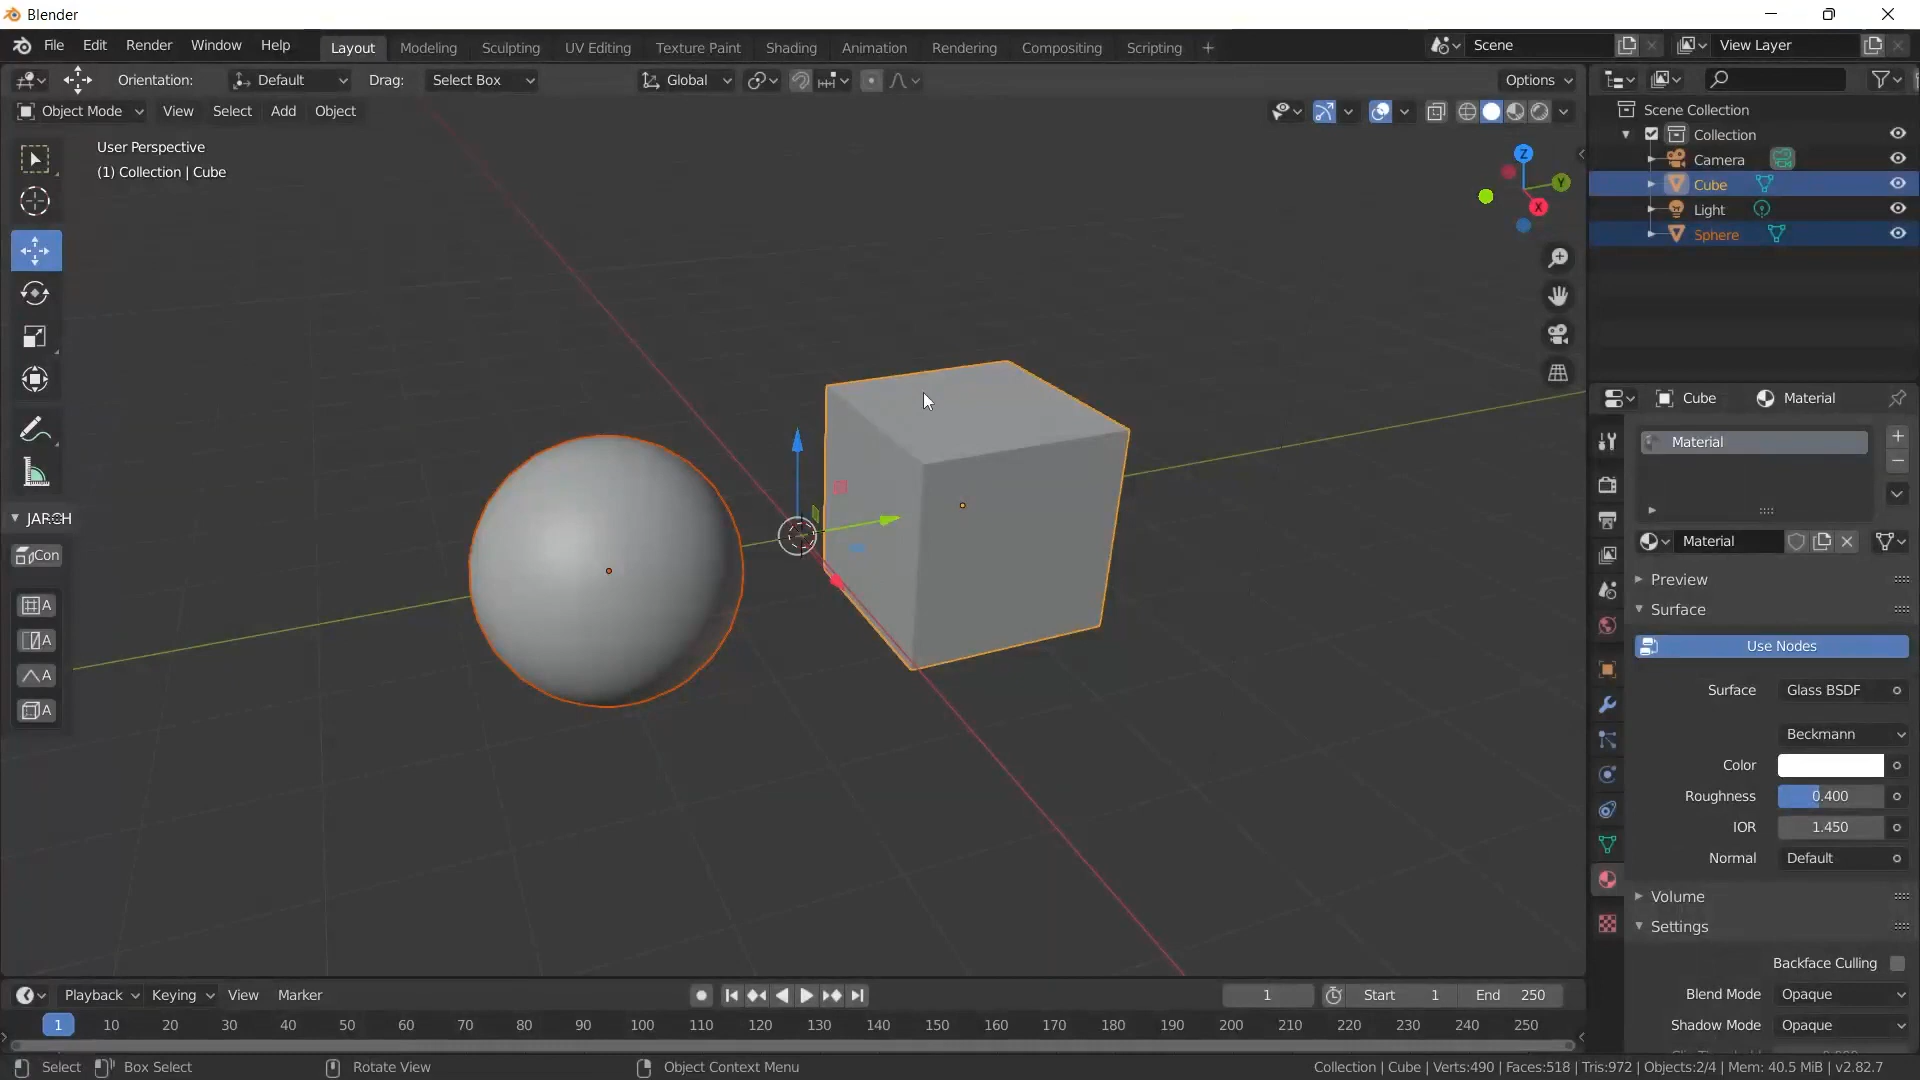 Blender
File Edit Render Window Help Layout Modeling Sculpting UV Editing Texture Paint Shading Animation Rendering Compositing Scripting + Scene View Layer
Orientation: Default Drag: Select Box Global Options
Object Mode View Select Add Object
User Perspective
(1) Collection | Cube
Z
Y
X
JARCH
Con
A
A
A
A
Scene Collection
Collection
Camera
Cube
Light
Sphere
Cube Material
Material
Material
Preview
Surface
Use Nodes
Surface Glass BSDF
Beckmann
Color
Roughness 0.400
IOR 1.450
Normal Default
Volume
Settings
Backface Culling
Blend Mode Opaque
Shadow Mode Opaque
Playback Keying View Marker 1 Start 1 End 250
1 10 20 30 40 50 60 70 80 90 100 110 120 130 140 150 160 170 180 190 200 210 220 230 240 250
Select Box Select Rotate View Object Context Menu Collection | Cube | Verts:490 | Faces:518 | Tris:972 | Objects:2/4 | Mem: 40.5 MiB | v2.82.7